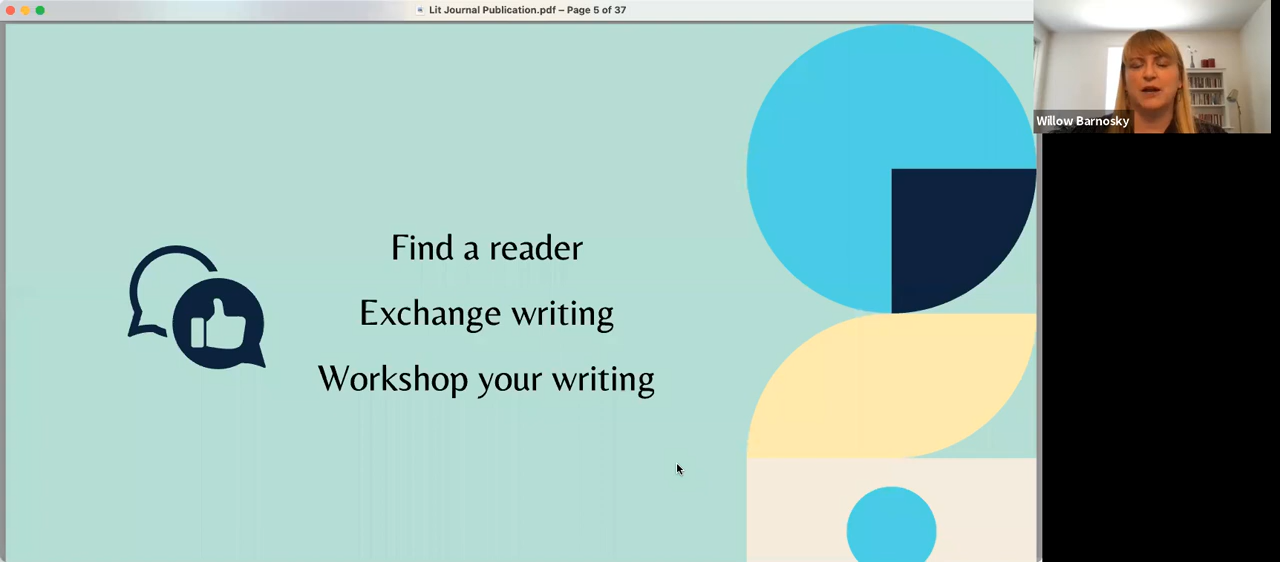 Lit Journal Publication.pdf – Page 5 of 37
Willow Barnosky
Find a reader
Exchange writing
Workshop your writing